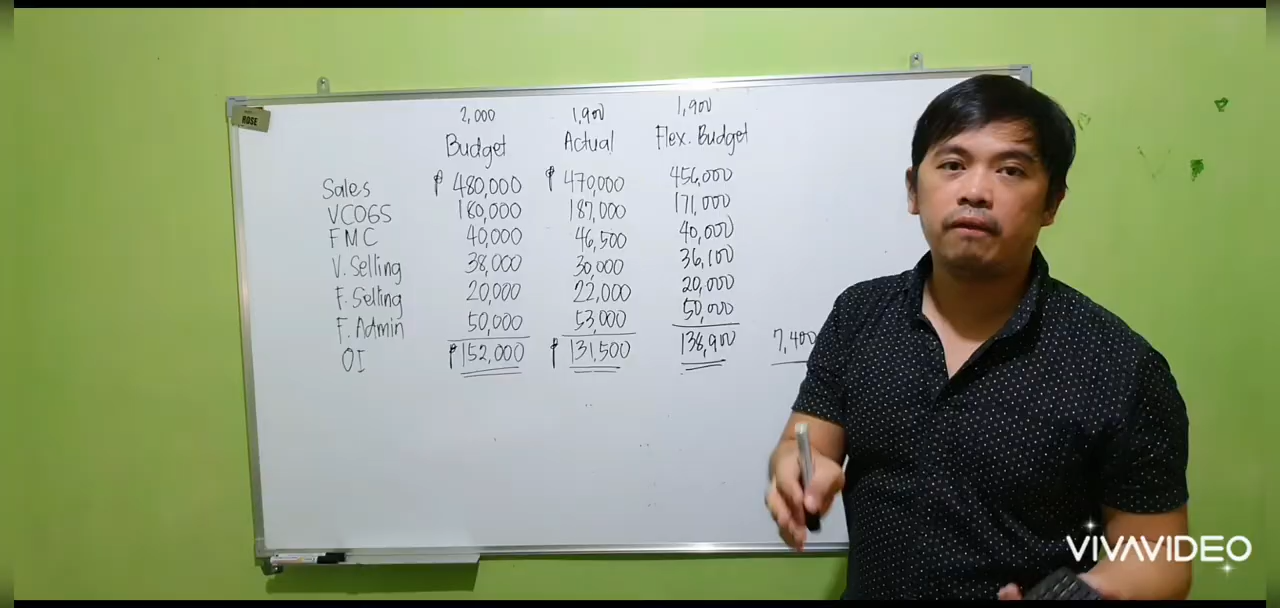 ROSE
2,000 1,900 1,900
Budget Actual Flex. Budget
Sales ₱ 480,000 ₱ 470,000 456,000
VCOGS 180,000 187,000 171,000
FMC 40,000 46,500 40,000
V. Selling 38,000 30,000 36,100
F. Selling 20,000 22,000 20,000
F. Admin 50,000 53,000 50,000
OI ₱152,000 ₱ 131,500 138,900 7,400
VIVAVIDEO